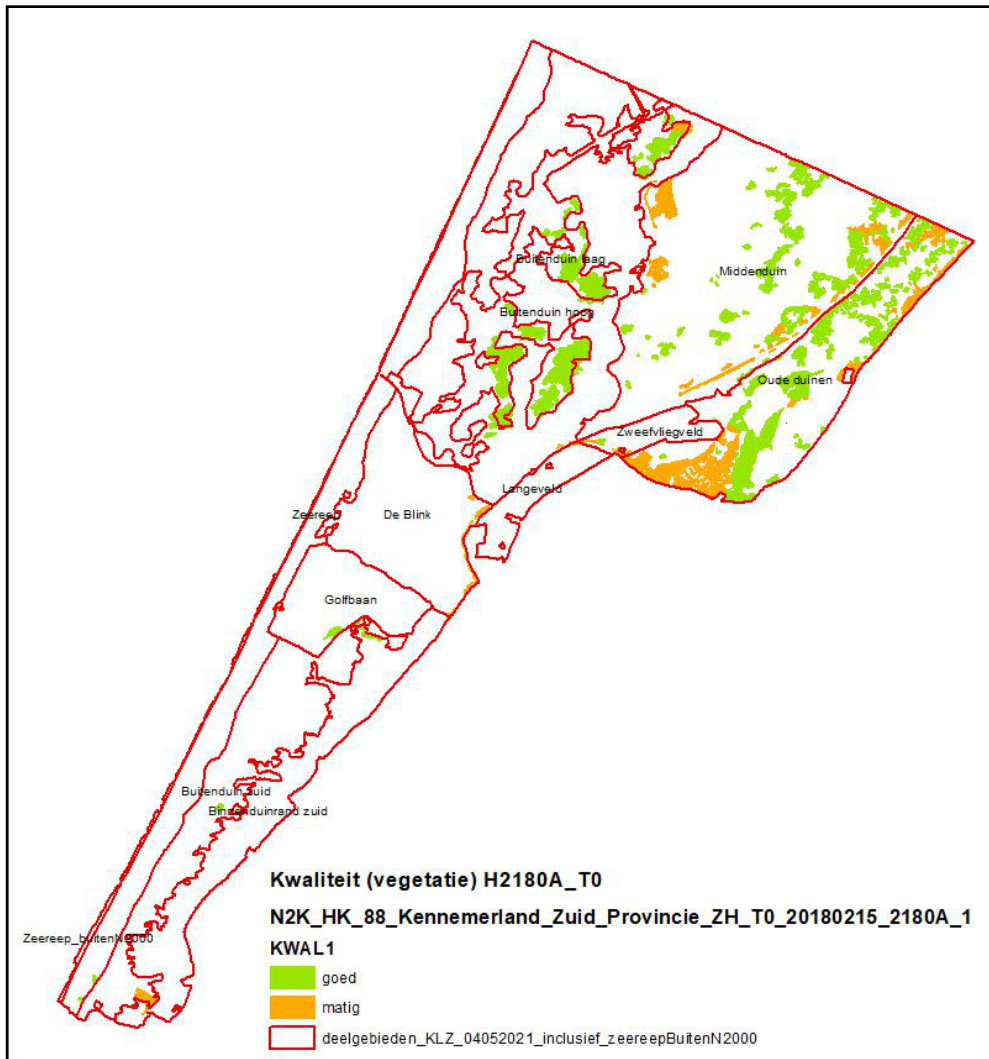 Buitenduin laag
Middenduin
Buitenduin hoog
Oude duinen
Zweefvliegveld
Langeveld
Zeereep
De Blink
Golfbaan
Buitenduin zuid
Binnenduinrand zuid
Zeereep_buitenN2000
Kwaliteit (vegetatie) H2180A_T0
N2K_HK_88_Kennemerland_Zuid_Provincie_ZH_T0_20180215_2180A_1
KWAL1
goed
matig
deelgebieden_KLZ_04052021_inclusief_zeereepBuitenN2000